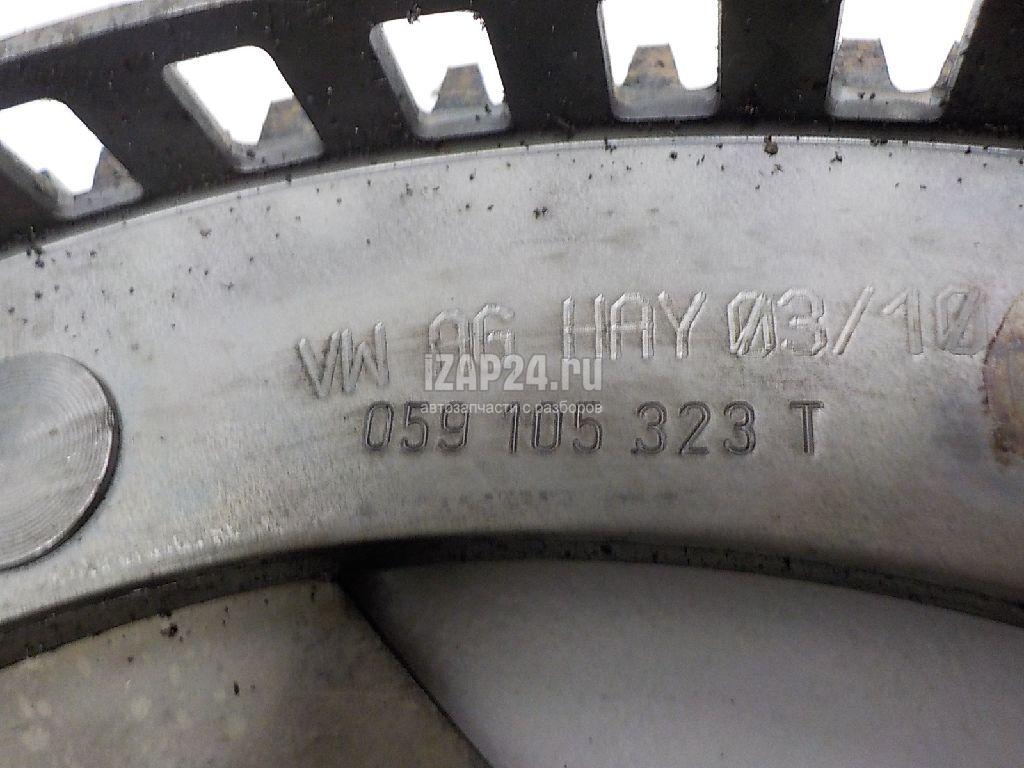 VW AG HAY 03/10
iZAP24.ru
автозапчасти с разборов
059 105 323 T